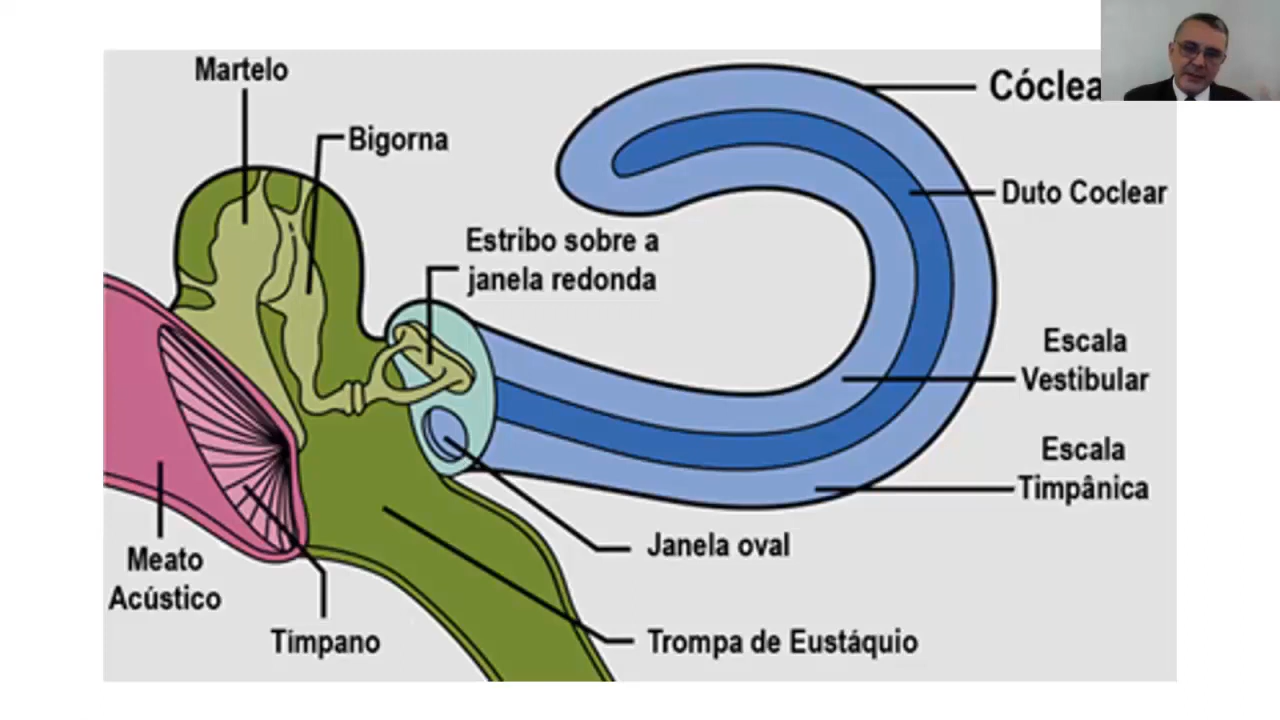 Martelo
Bigorna
Estribo sobre a
janela redonda
Cóclea
Duto Coclear
Escala
Vestibular
Escala
Timpânica
Janela oval
Meato
Acústico
Tímpano
Trompa de Eustáquio